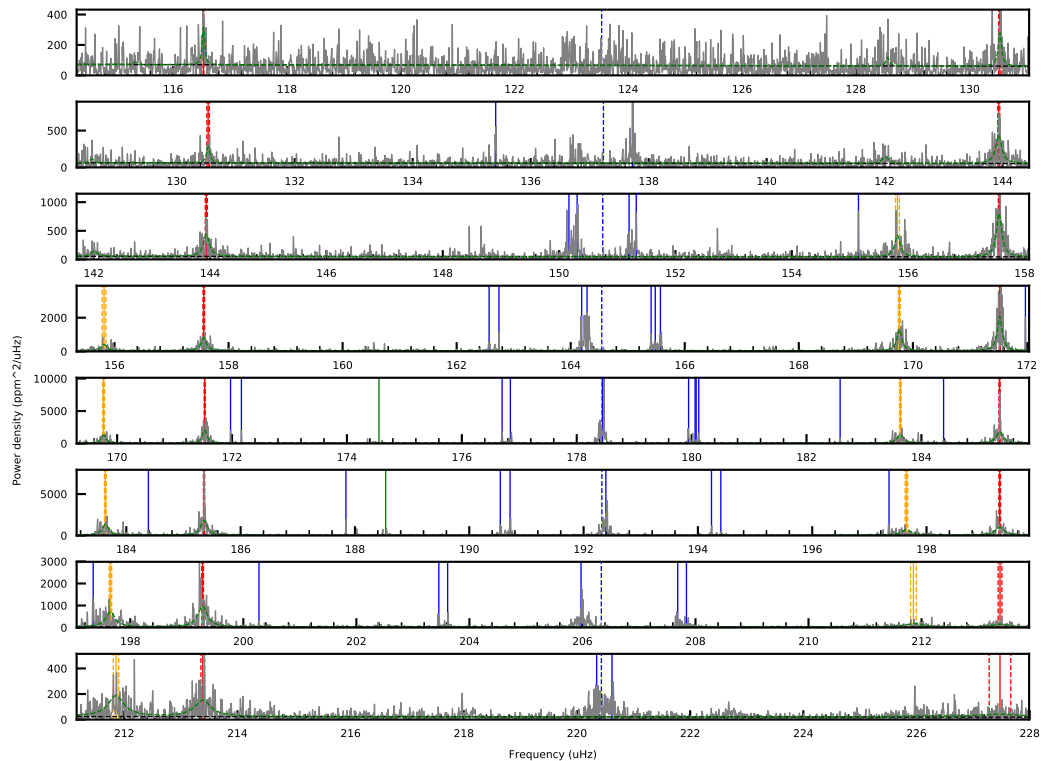 400
200
0
116 118 120 122 124 126 128 130
500
0
130 132 134 136 138 140 142 144
1000
500
0
142 144 146 148 150 152 154 156 158
2000
0
156 158 160 162 164 166 168 170 172
10000
5000
0
170 172 174 176 178 180 182 184
5000
0
184 186 188 190 192 194 196 198
3000
2000
1000
0
198 200 202 204 206 208 210 212
400
200
0
212 214 216 218 220 222 224 226 228
Power density (ppm^2/uHz)
Frequency (uHz)